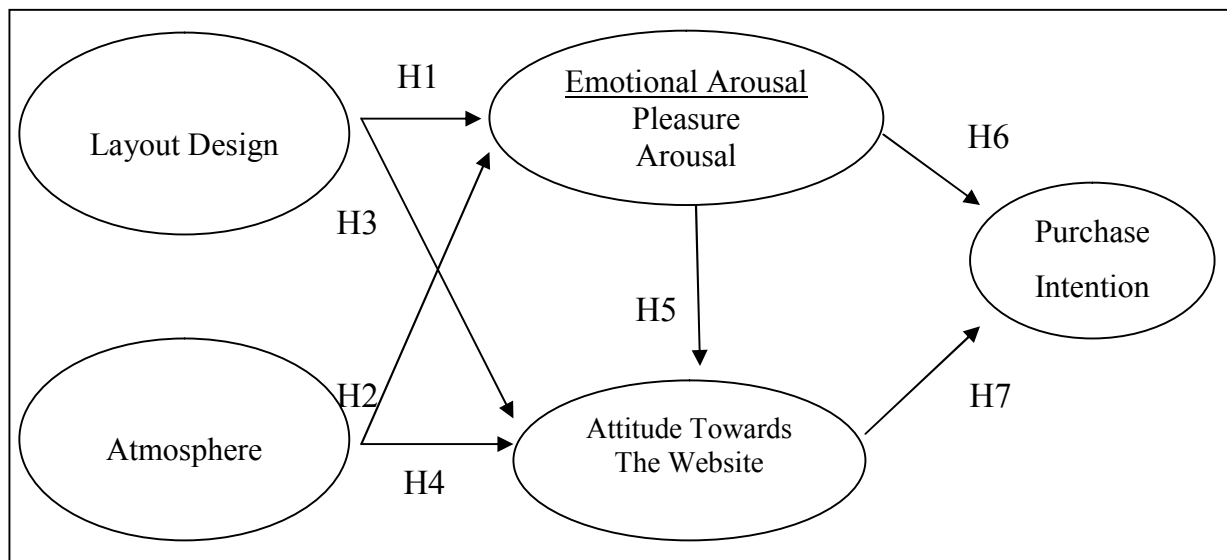 H1
Emotional Arousal
Pleasure
Arousal
Layout Design
H6
H3
Purchase
Intention
H5
H2
Attitude Towards
The Website
H7
Atmosphere
H4